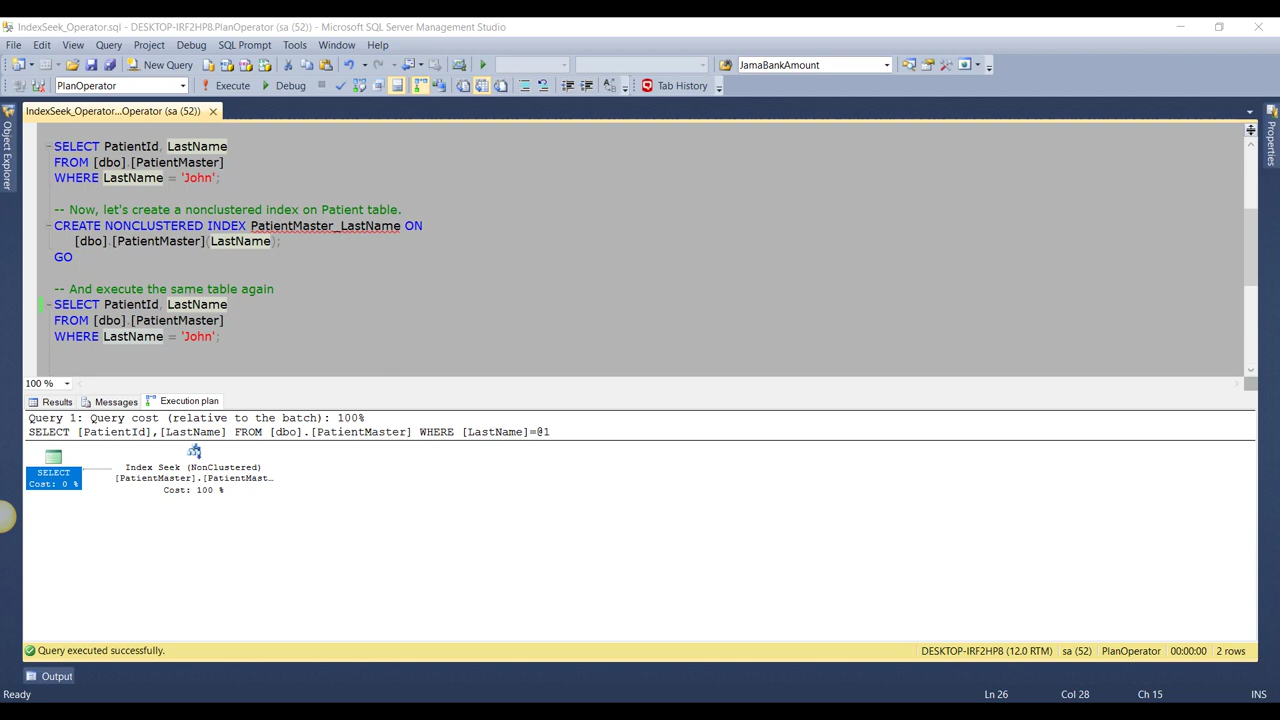 IndexSeek_Operator.sql - DESKTOP-IRF2HP8.PlanOperator (sa (52)) - Microsoft SQL Server Management Studio
File Edit View Query Project Debug SQL Prompt Tools Window Help
New Query JamaBankAmount
PlanOperator Execute Debug Tab History
IndexSeek_Operator...Operator (sa (52))
Object Explorer
Properties
SELECT PatientId, LastName
FROM [dbo].[PatientMaster]
WHERE LastName = 'John';
-- Now, let's create a nonclustered index on Patient table.
CREATE NONCLUSTERED INDEX PatientMaster_LastName ON
[dbo].[PatientMaster](LastName);
GO
-- And execute the same table again
SELECT PatientId, LastName
FROM [dbo].[PatientMaster]
WHERE LastName = 'John';
100 %
Results Messages Execution plan
Query 1: Query cost (relative to the batch): 100%
SELECT [PatientId],[LastName] FROM [dbo].[PatientMaster] WHERE [LastName]=@1
SELECT
Cost: 0 %
Index Seek (NonClustered)
[PatientMaster].[PatientMast…
Cost: 100 %
Query executed successfully. DESKTOP-IRF2HP8 (12.0 RTM) sa (52) PlanOperator 00:00:00 2 rows
Output
Ready Ln 26 Col 28 Ch 15 INS